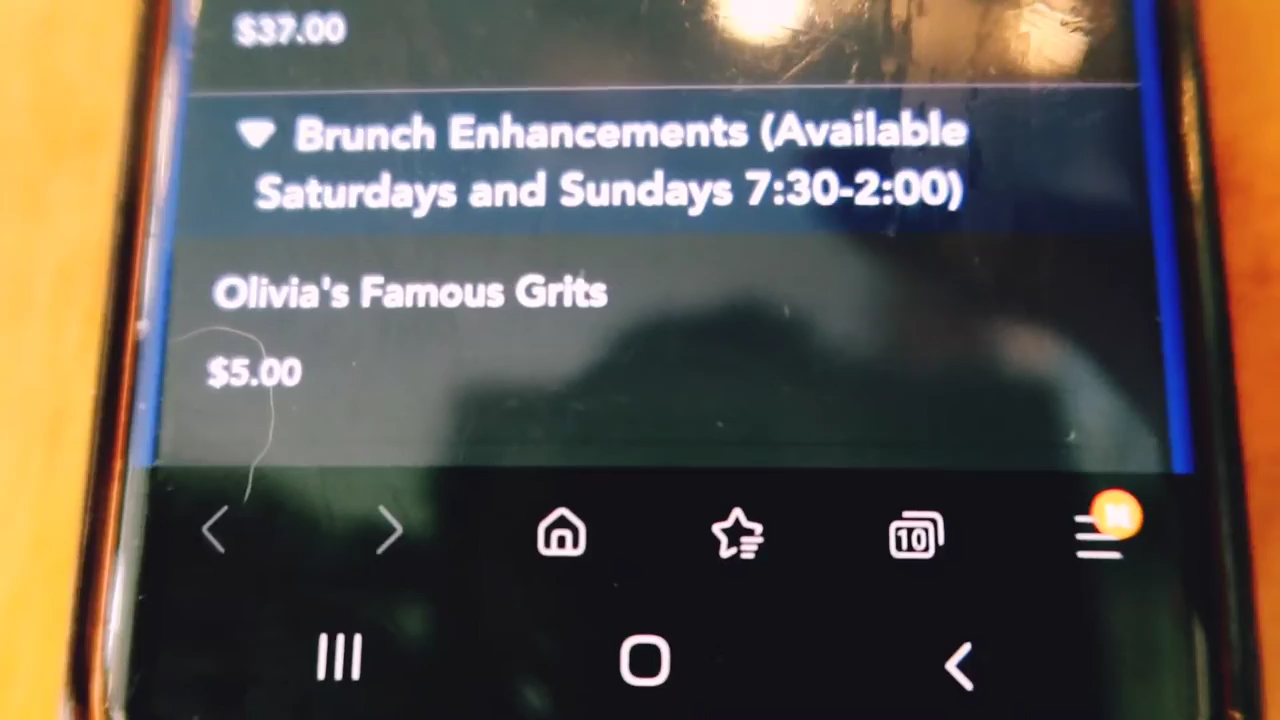 $37.00
Brunch Enhancements (Available
Saturdays and Sundays 7:30-2:00)
Olivia's Famous Grits
$5.00
10
N